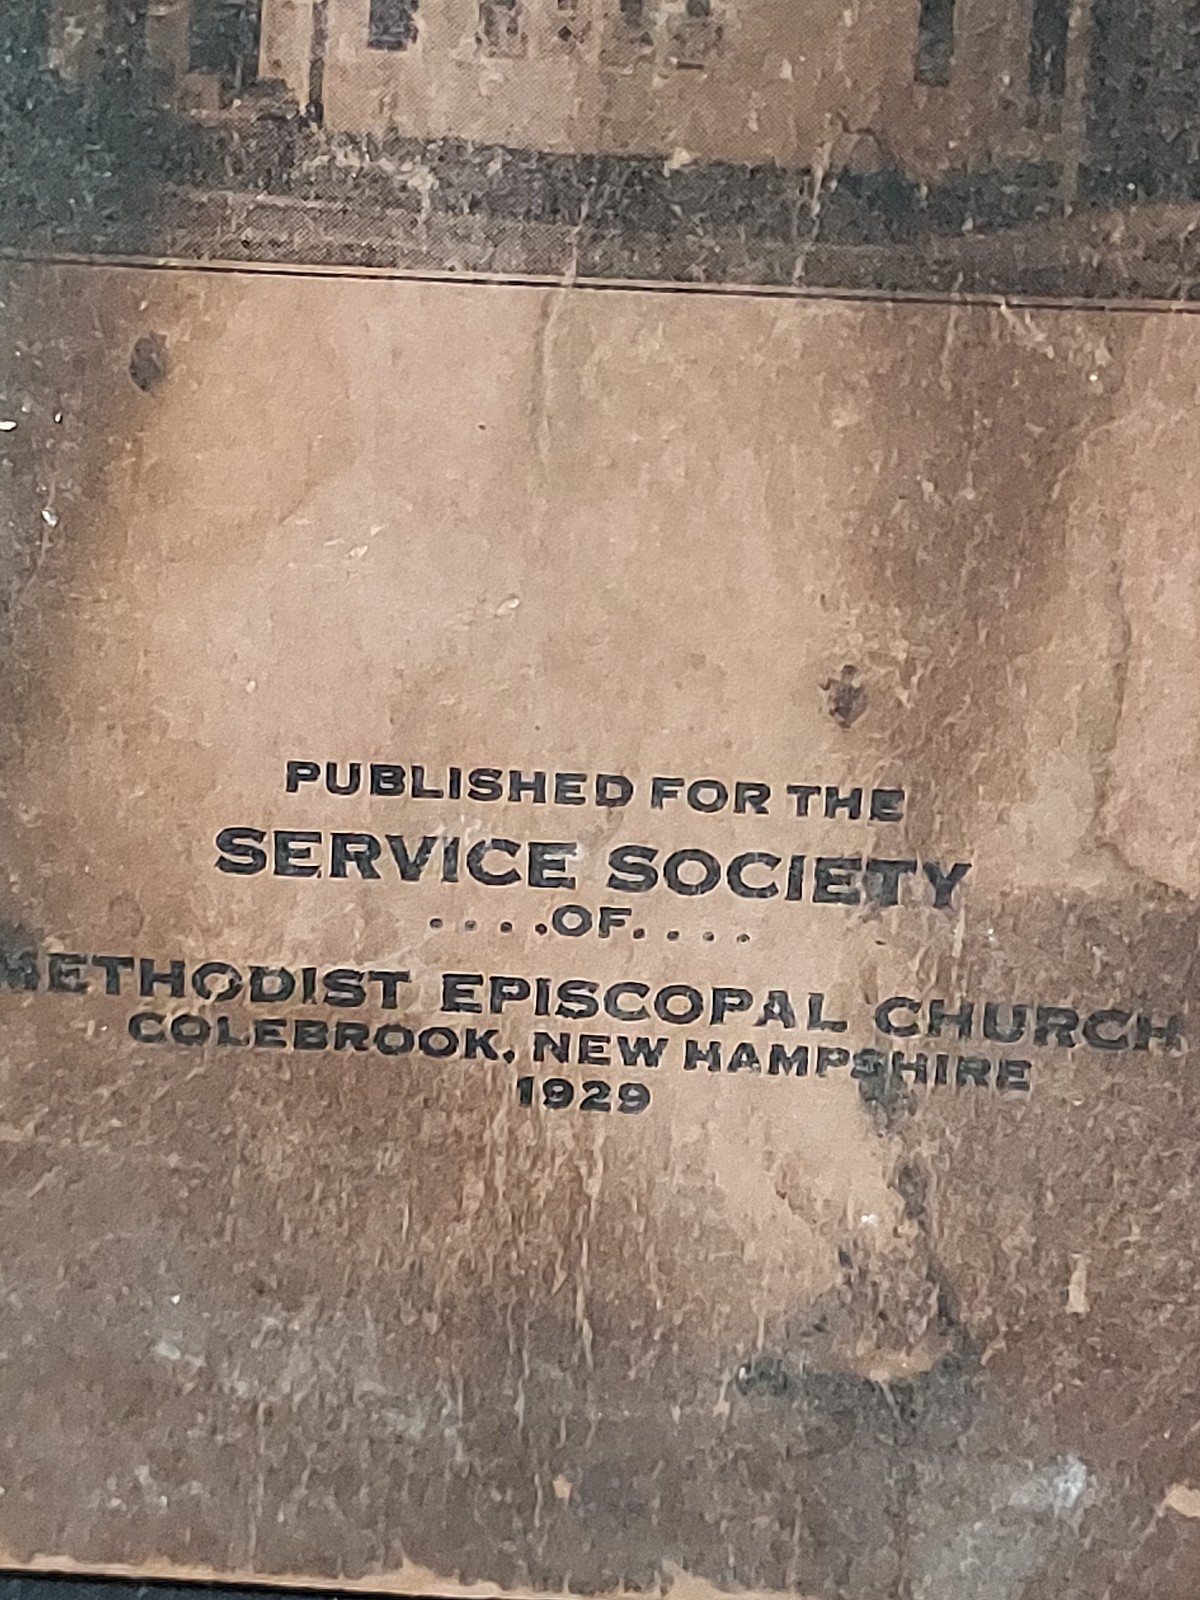 PUBLISHED FOR THE
SERVICE SOCIETY
....OF....
METHODIST EPISCOPAL CHURCH
COLEBROOK, NEW HAMPSHIRE
1929